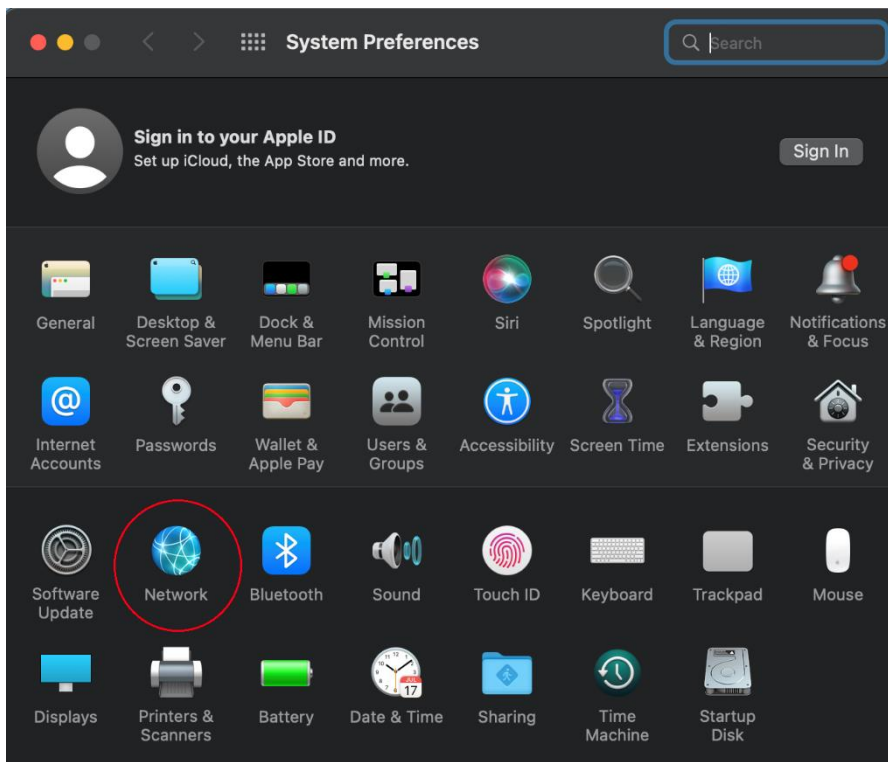 System Preferences
Search
Sign in to your Apple ID
Set up iCloud, the App Store and more.
Sign In
General
Desktop &
Screen Saver
Dock &
Menu Bar
Mission
Control
Siri
Spotlight
Language
& Region
Notifications
& Focus
@
Internet
Accounts
Passwords
Wallet &
Apple Pay
Users &
Groups
Accessibility
Screen Time
Extensions
Security
& Privacy
Software
Update
Network
Bluetooth
Sound
Touch ID
Keyboard
Trackpad
Mouse
Displays
Printers &
Scanners
Battery
JUL
17
Date & Time
Sharing
Time
Machine
Startup
Disk